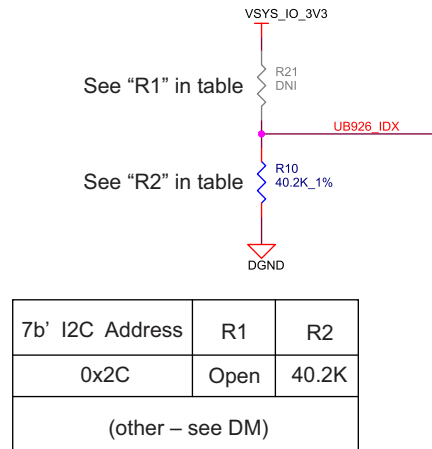 VSYS_IO_3V3
See “R1” in table
R21
DNI
UB926_IDX
See “R2” in table
R10
40.2K_1%
DGND
7b' I2C Address R1 R2
0x2C Open 40.2K
(other – see DM)